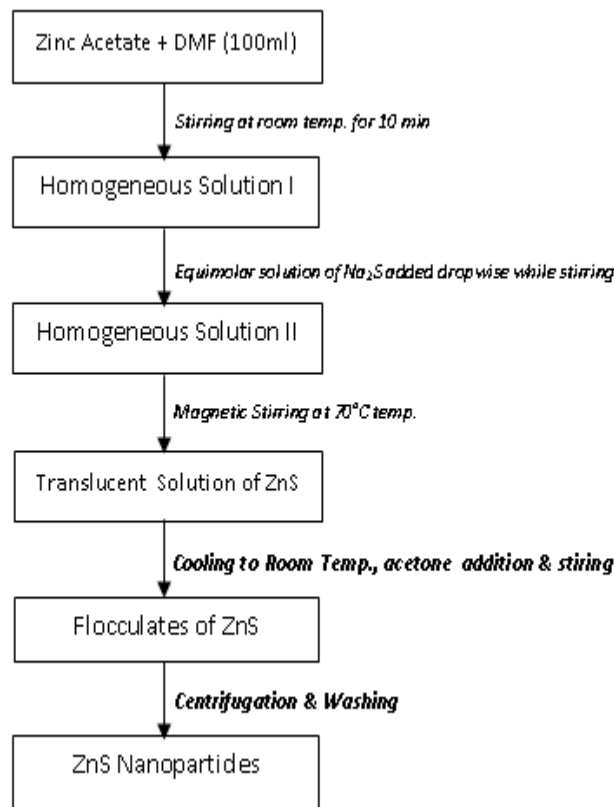 Zinc Acetate + DMF (100ml)
Stirring at room temp. for 10 min
Homogeneous Solution I
Equimolar solution of Na₂S added dropwise while stirring
Homogeneous Solution II
Magnetic Stirring at 70°C temp.
Translucent Solution of ZnS
Cooling to Room Temp., acetone addition & stiring
Flocculates of ZnS
Centrifugation & Washing
ZnS Nanoparticles